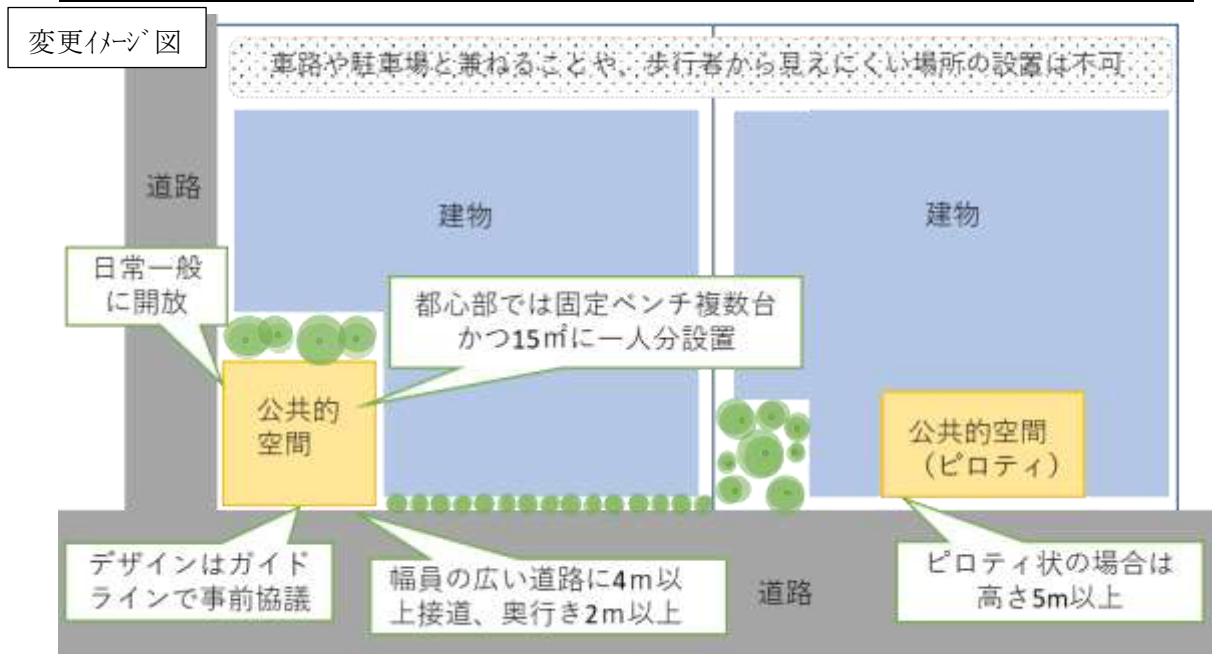 変更イメージ図
車路や駐車場と兼ねることや、歩行者から見えにくい場所の設置は不可
道路
建物
建物
日常一般
に開放
都心部では固定ベンチ複数台
かつ15㎡に一人分設置
公共的
空間
公共的空間
（ピロティ）
デザインはガイド
ラインで事前協議
幅員の広い道路に4ｍ以
上接道、奥行き2ｍ以上
道路
ピロティ状の場合は
高さ5m以上